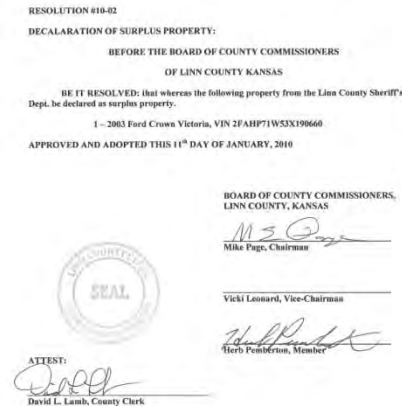 RESOLUTION #10-02
DECALARATION OF SURPLUS PROPERTY:
BEFORE THE BOARD OF COUNTY COMMISSIONERS
OF LINN COUNTY KANSAS
BE IT RESOLVED: that whereas the following property from the Linn County Sheriff's
Dept. be declared as surplus property.
1 – 2003 Ford Crown Victoria, VIN 2FAHP71W53X190660
APPROVED AND ADOPTED THIS 11th DAY OF JANUARY, 2010
BOARD OF COUNTY COMMISSIONERS,
LINN COUNTY, KANSAS
Mike Page, Chairman
Vicki Leonard, Vice-Chairman
Herb Pemberton, Member
SEAL
ATTEST:
David L. Lamb, County Clerk